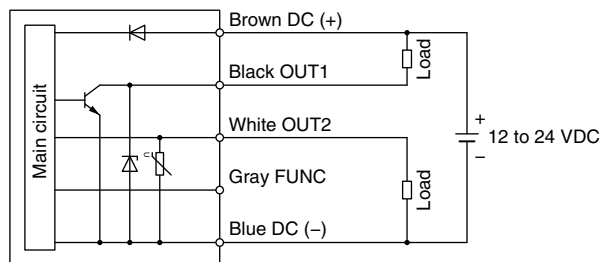 Brown DC (+)
Load
Black OUT1
Main circuit
White OUT2
+
12 to 24 VDC
−
Gray FUNC
Load
Blue DC (−)